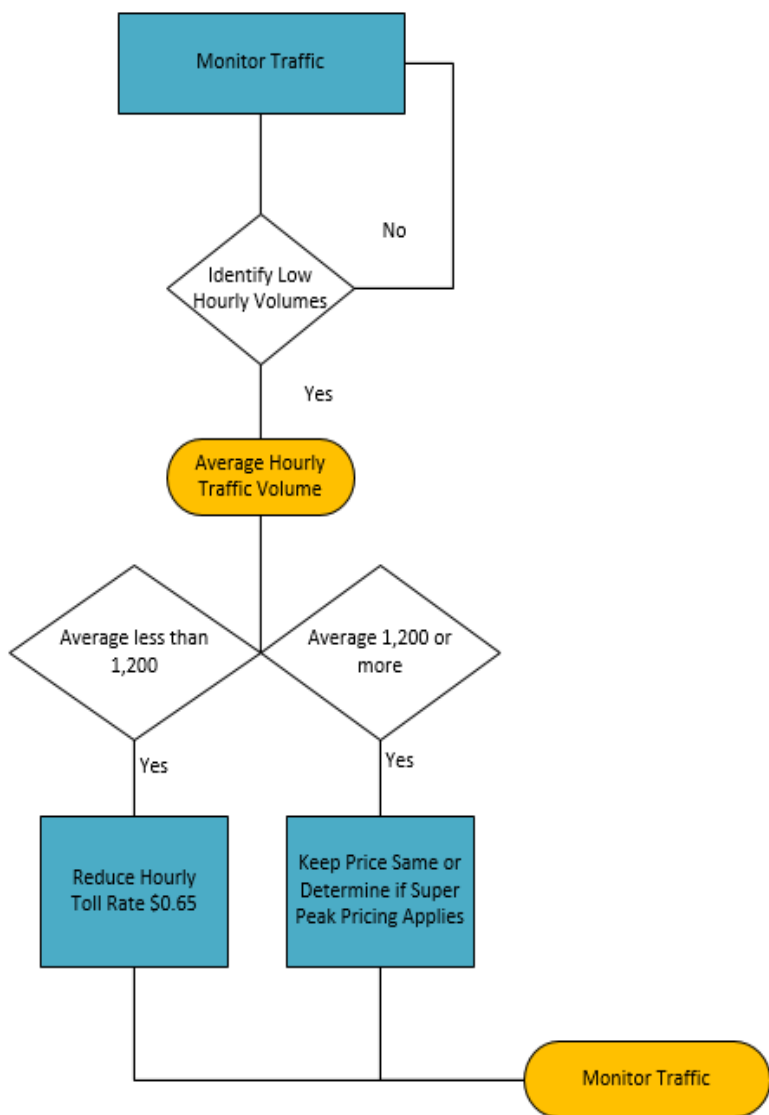 Monitor Traffic
No
Identify Low
Hourly Volumes
Yes
Average Hourly
Traffic Volume
Average less than
1,200
Average 1,200 or
more
Yes
Yes
Reduce Hourly
Toll Rate $0.65
Keep Price Same or
Determine if Super
Peak Pricing Applies
Monitor Traffic